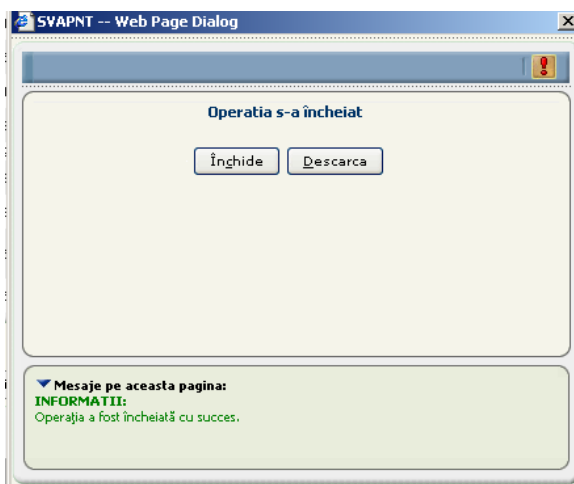 SVAPNT -- Web Page Dialog
Operatia s-a încheiat
Închide Descarca
Mesaje pe aceasta pagina:
INFORMATII:
Operaţia a fost încheiată cu succes.